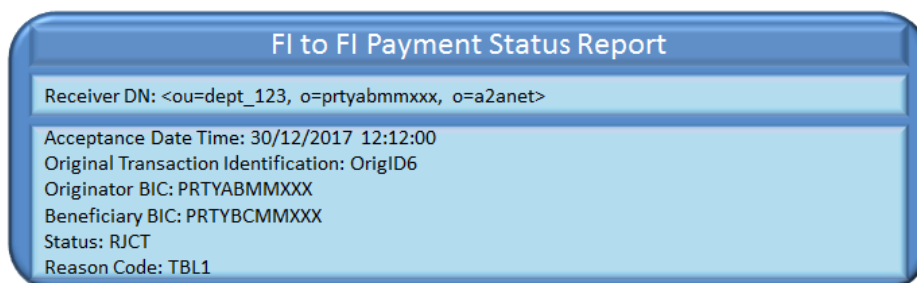 FI to FI Payment Status Report
Receiver DN: <ou=dept_123, o=prtyabmmxxx, o=a2anet>
Acceptance Date Time: 30/12/2017 12:12:00
Original Transaction Identification: OrigID6
Originator BIC: PRTYABMMXXX
Beneficiary BIC: PRTYBCMMXXX
Status: RJCT
Reason Code: TBL1